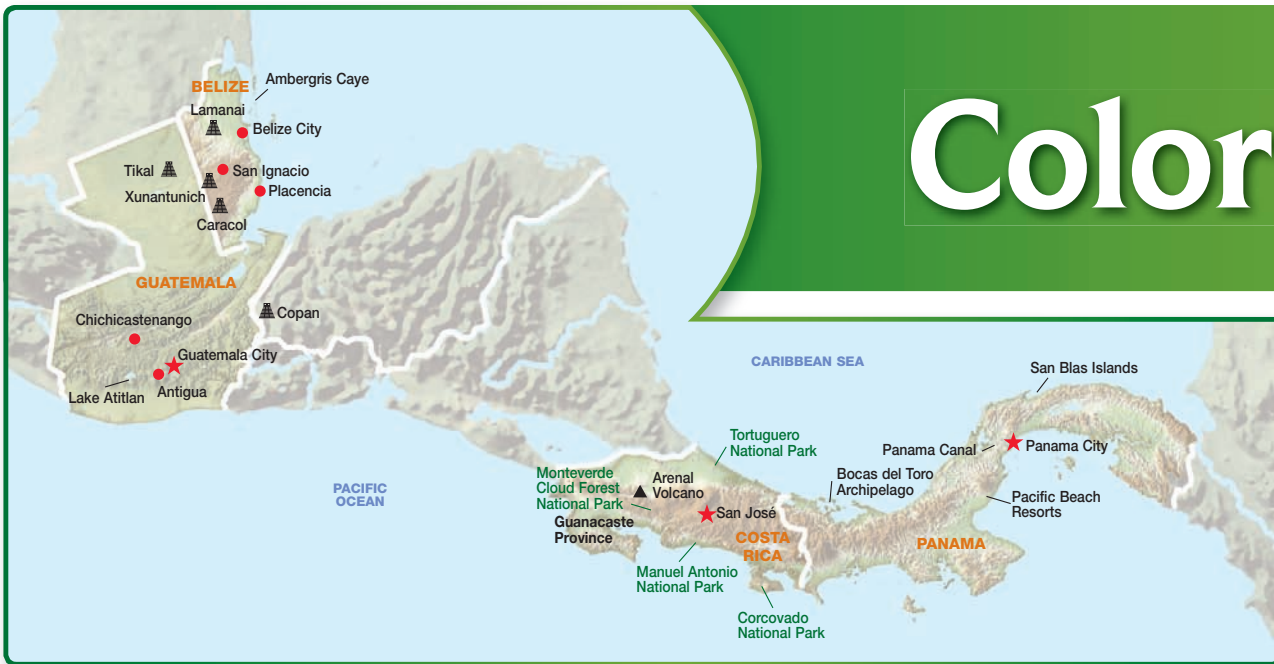 Color
BELIZE
Ambergris Caye
Lamanai
Belize City
Tikal
San Ignacio
Xunantunich
Placencia
Caracol
GUATEMALA
Copan
Chichicastenango
Guatemala City
Lake Atitlan
Antigua
CARIBBEAN SEA
PACIFIC
OCEAN
San Blas Islands
Panama Canal
Panama City
Tortuguero
National Park
Monteverde
Cloud Forest
National Park
Arenal
Volcano
Bocas del Toro
Archipelago
Pacific Beach
Resorts
Guanacaste
Province
San José
COSTA
RICA
PANAMA
Manuel Antonio
National Park
Corcovado
National Park